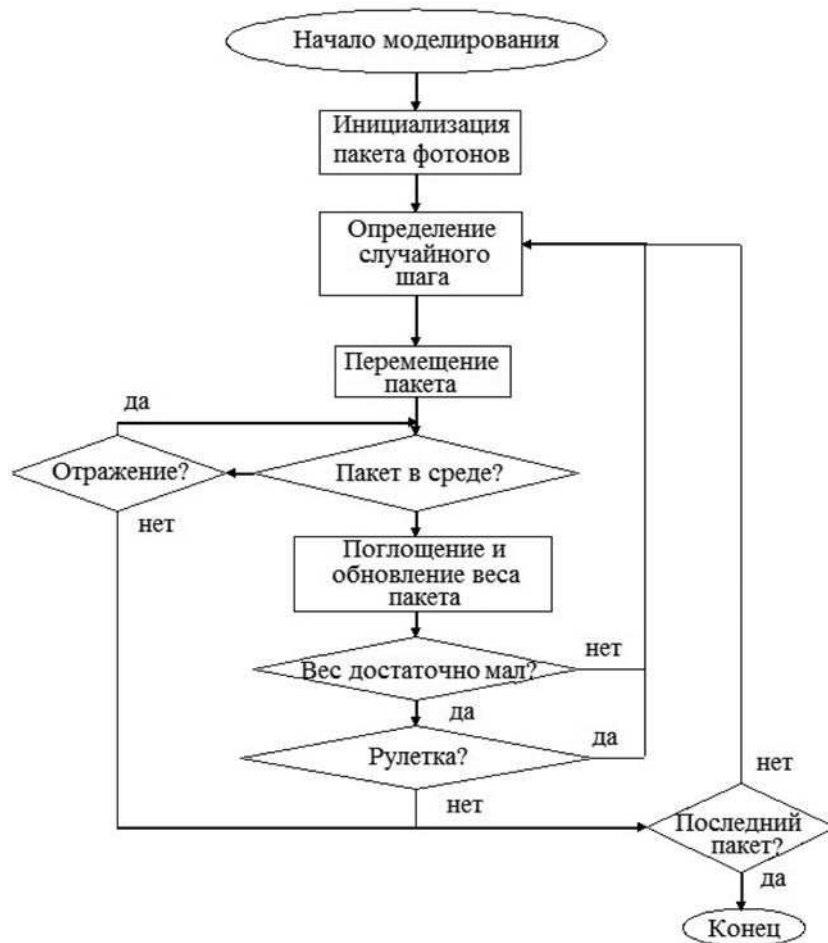 Начало моделирования
Инициализация
пакета фотонов
Определение
случайного
шага
Перемещение
пакета
да
Отражение?
Пакет в среде?
нет
Поглощение и
обновление веса
пакета
Вес достаточно мал?
нет
да
Рулетка?
да
нет
нет
Последний
пакет?
да
Конец